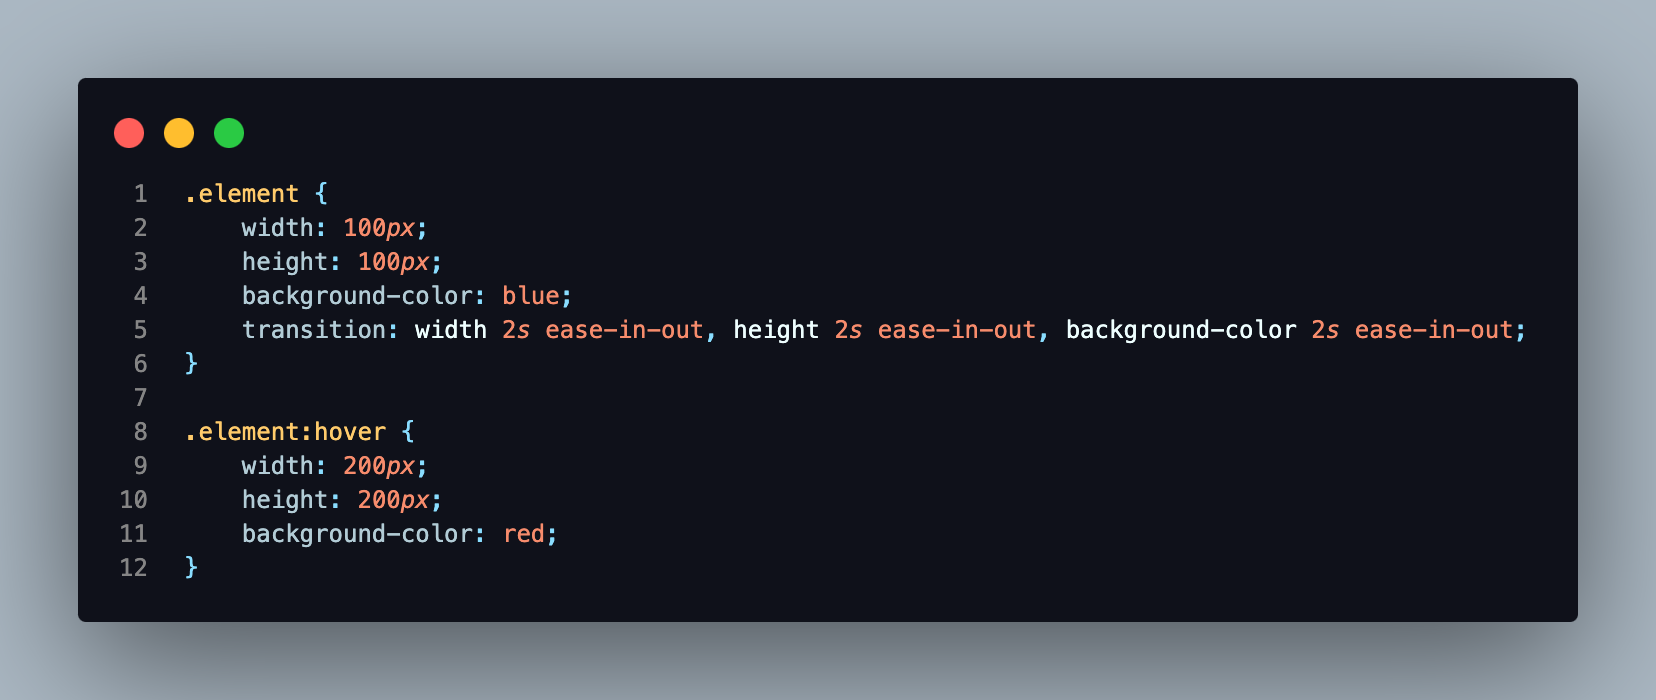 1 .element {
2     width: 100px;
3     height: 100px;
4     background-color: blue;
5     transition: width 2s ease-in-out, height 2s ease-in-out, background-color 2s ease-in-out;
6 }
7
8 .element:hover {
9     width: 200px;
10     height: 200px;
11     background-color: red;
12 }